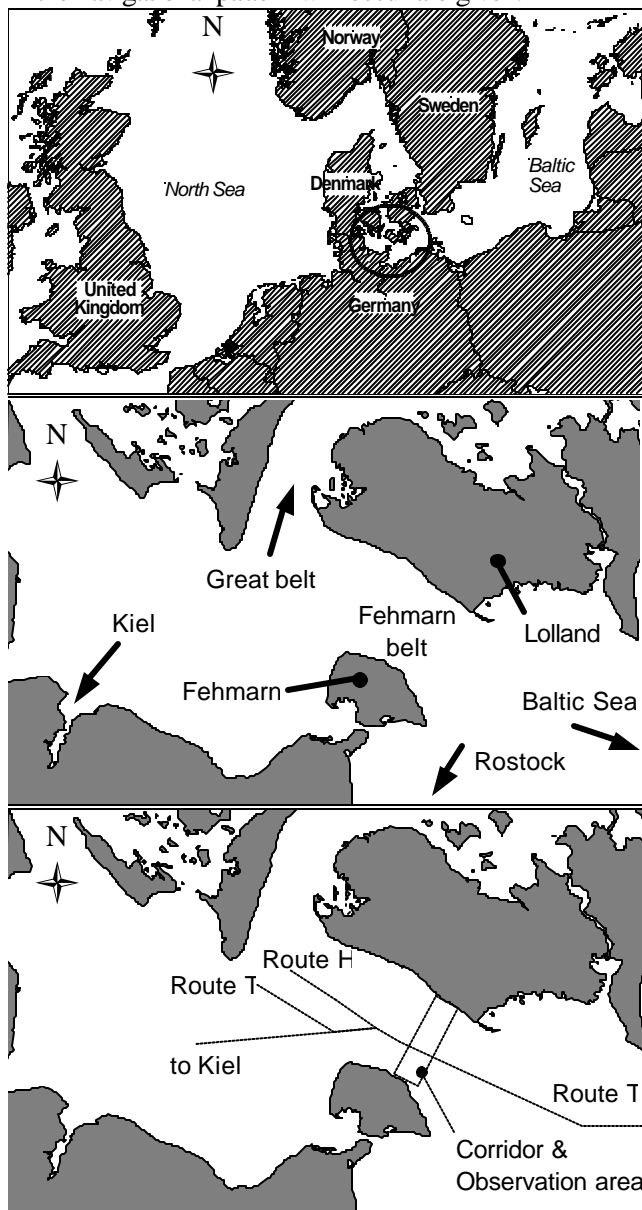 N
Norway
Sweden
North Sea
Denmark
Baltic
Sea
United
Kingdom
Germany
N
Great belt
Kiel
Fehmarn
belt
Lolland
Fehmarn
Baltic Sea
Rostock
N
Route H
Route T
to Kiel
Route T
Corridor &
Observation area